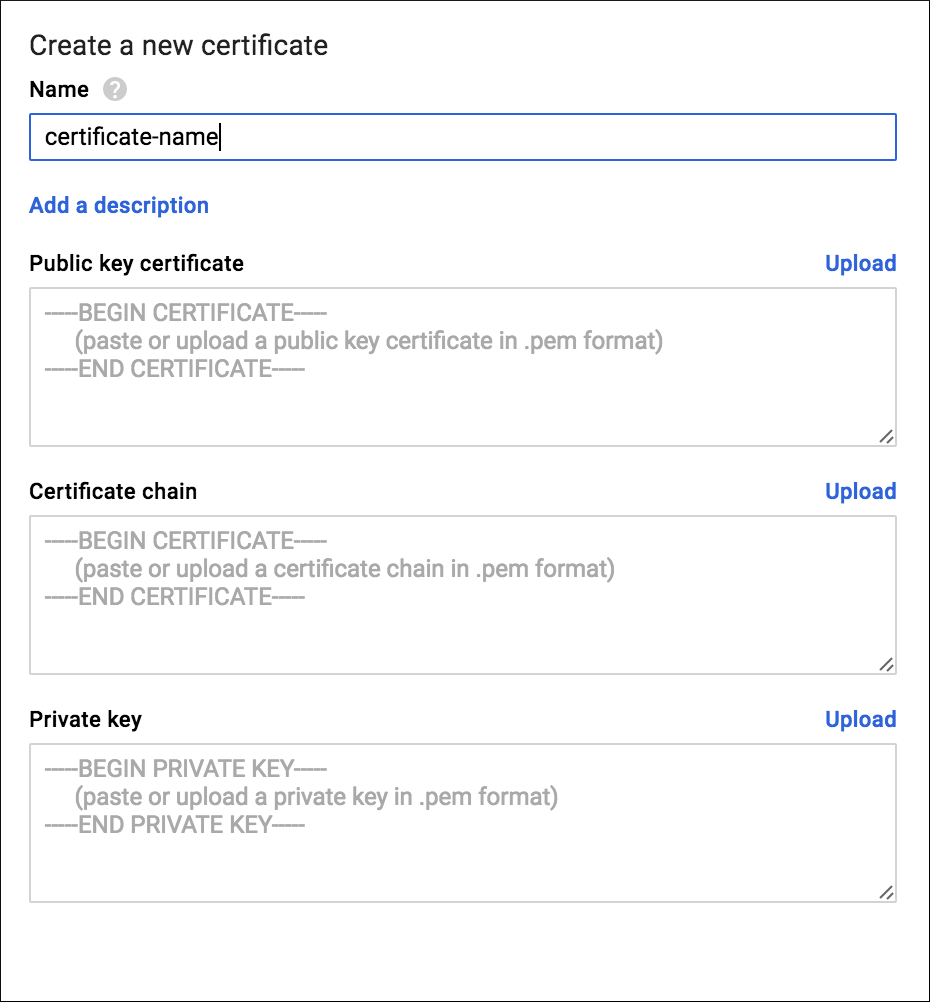 Create a new certificate
Name ?
certificate-name
Add a description
Public key certificate Upload
-----BEGIN CERTIFICATE-----
(paste or upload a public key certificate in .pem format)
-----END CERTIFICATE-----
Certificate chain Upload
-----BEGIN CERTIFICATE-----
(paste or upload a certificate chain in .pem format)
-----END CERTIFICATE-----
Private key Upload
-----BEGIN PRIVATE KEY-----
(paste or upload a private key in .pem format)
-----END PRIVATE KEY-----